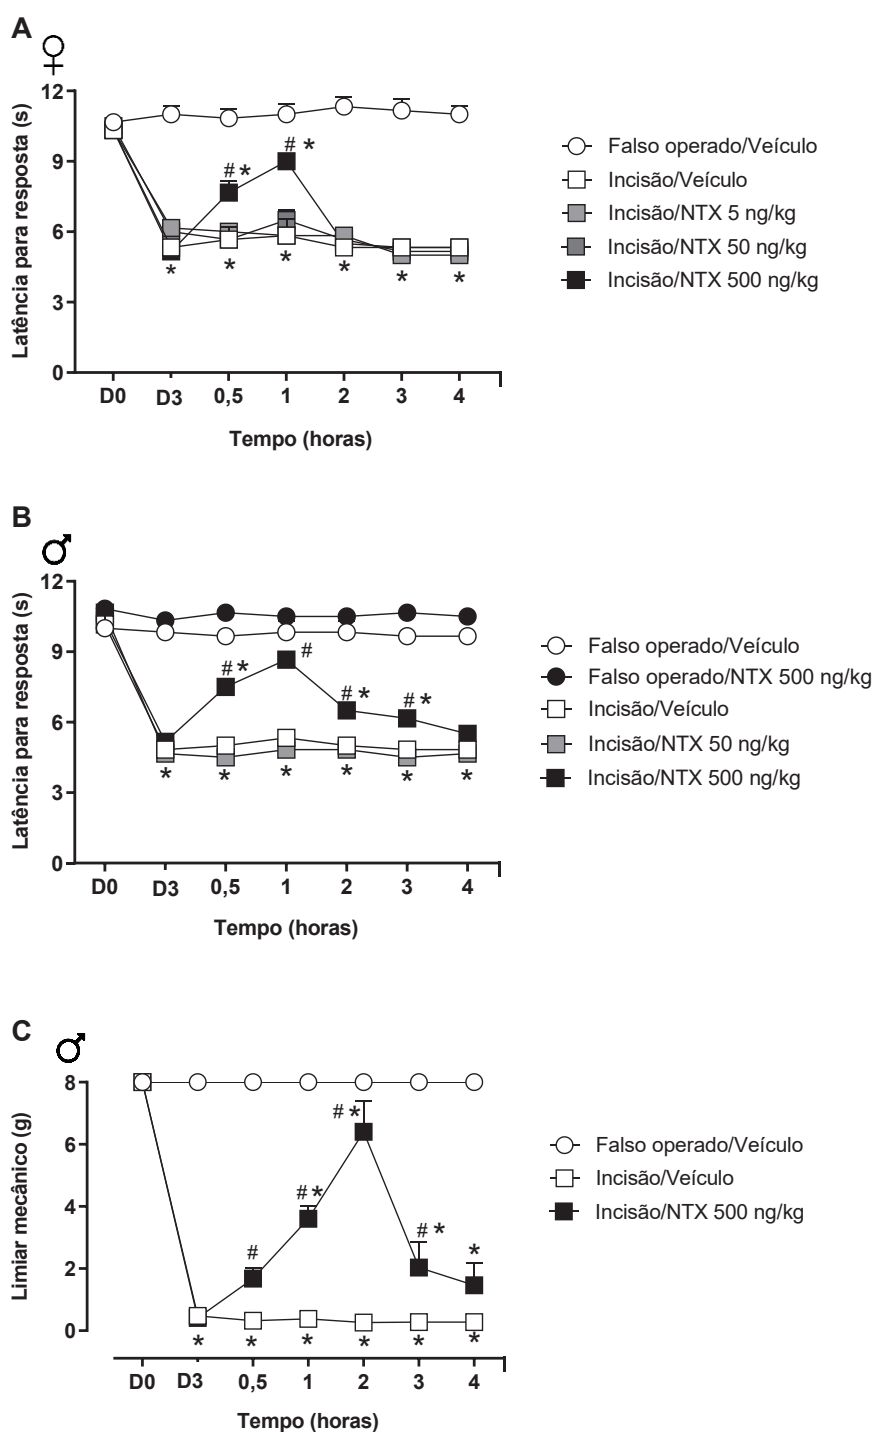 A
♀
Latência para resposta (s)
12
9
6
3
0
# *
# *
* * * * * *
D0 D3 0,5 1 2 3 4
Tempo (horas)
Falso operado/Veículo
Incisão/Veículo
Incisão/NTX 5 ng/kg
Incisão/NTX 50 ng/kg
Incisão/NTX 500 ng/kg
B
♂
Latência para resposta (s)
12
9
6
3
0
# *
#
# *
# *
* * * * * *
D0 D3 0,5 1 2 3 4
Tempo (horas)
Falso operado/Veículo
Falso operado/NTX 500 ng/kg
Incisão/Veículo
Incisão/NTX 50 ng/kg
Incisão/NTX 500 ng/kg
C
♂
Limiar mecânico (g)
8
6
4
2
0
#
# *
# *
# *
*
* * * * * *
D0 D3 0,5 1 2 3 4
Tempo (horas)
Falso operado/Veículo
Incisão/Veículo
Incisão/NTX 500 ng/kg